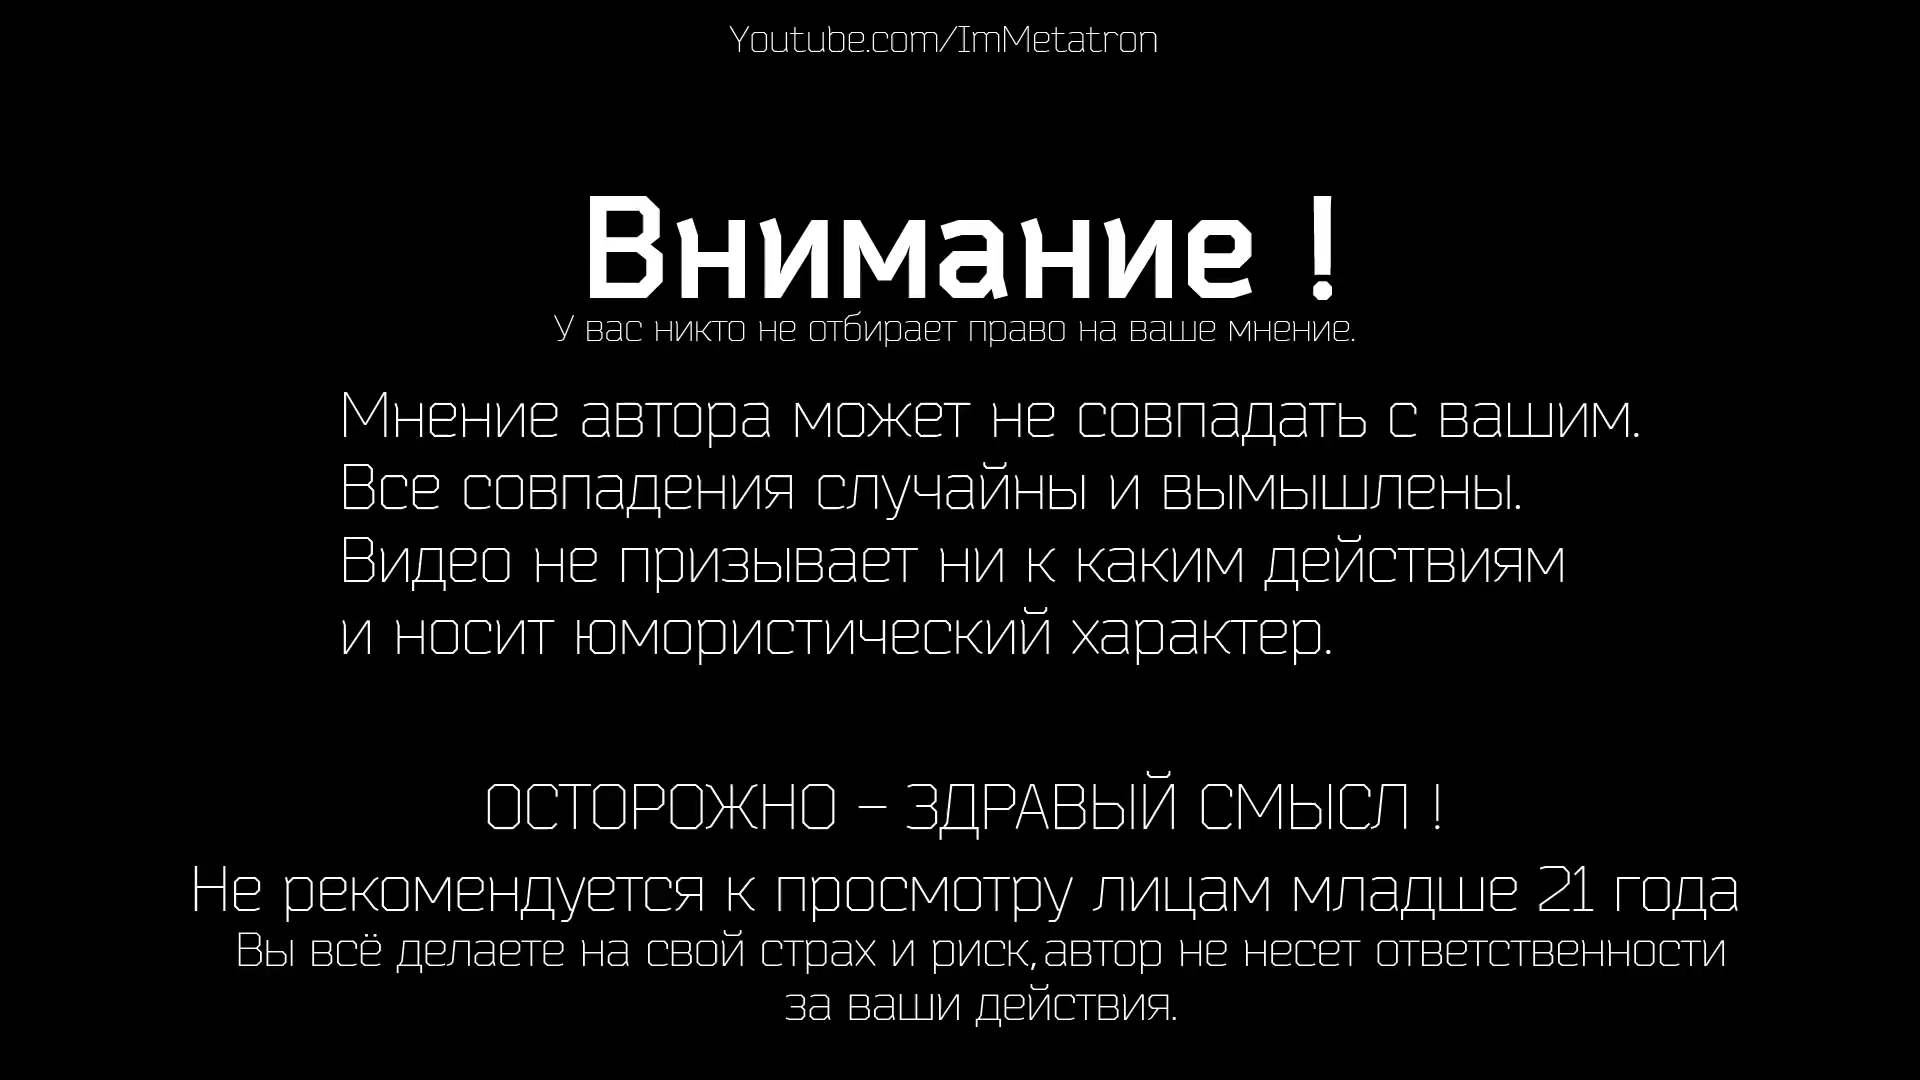 Youtube.com/ImMetatron
Внимание !
У вас никто не отбирает право на ваше мнение.
Мнение автора может не совпадать с вашим.
Все совпадения случайны и вымышлены.
Видео не призывает ни к каким действиям
и носит юмористический характер.
ОСТОРОЖНО – ЗДРАВЫЙ СМЫСЛ !
Не рекомендуется к просмотру лицам младше 21 года
Вы всё делаете на свой страх и риск, автор не несет ответственности
за ваши действия.